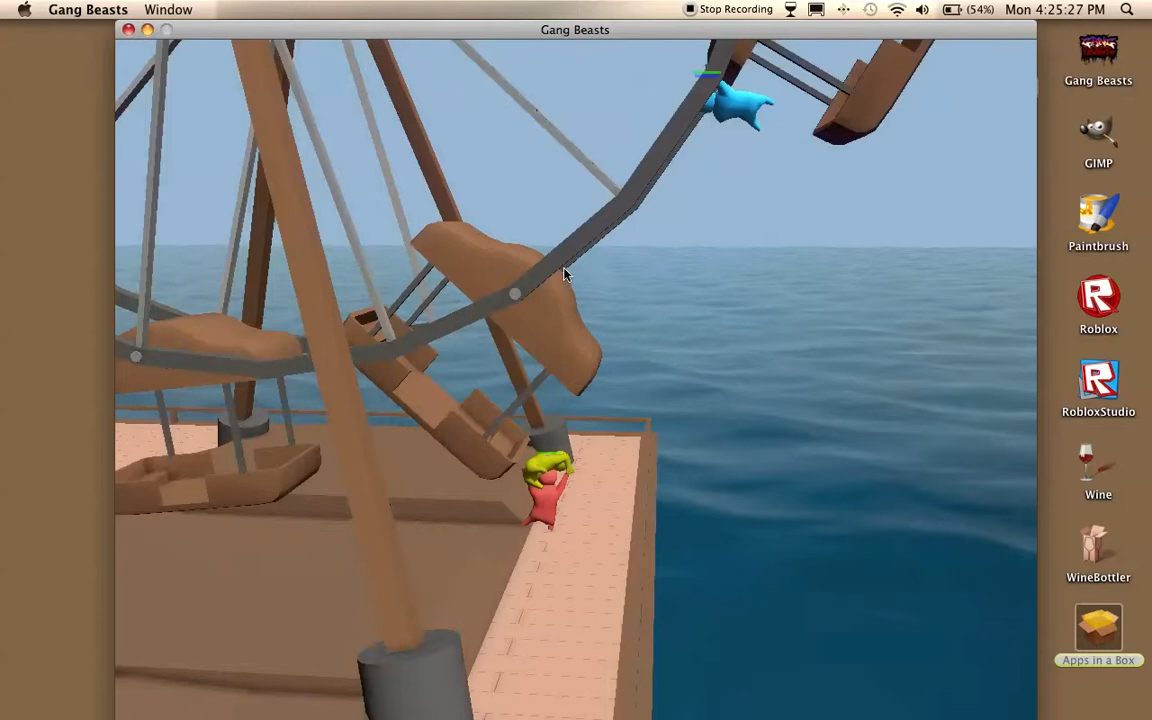 Gang Beasts Window Stop Recording (54%) Mon 4:25:27 PM
Gang Beasts
Gang Beasts
GIMP
Paintbrush
Roblox
RobloxStudio
Wine
WineBottler
Apps in a Box